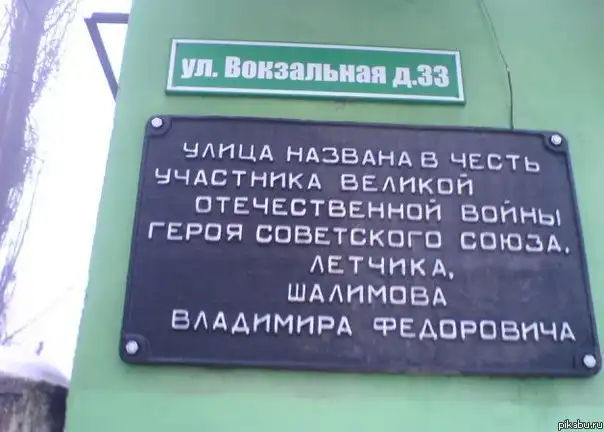 ул. Вокзальная д.33
УЛИЦА НАЗВАНА В ЧЕСТЬ
УЧАСТНИКА ВЕЛИКОЙ
ОТЕЧЕСТВЕННОЙ ВОЙНЫ
ГЕРОЯ СОВЕТСКОГО СОЮЗА,
ЛЕТЧИКА,
ШАЛИМОВА
ВЛАДИМИРА ФЕДОРОВИЧА
pikabu.ru